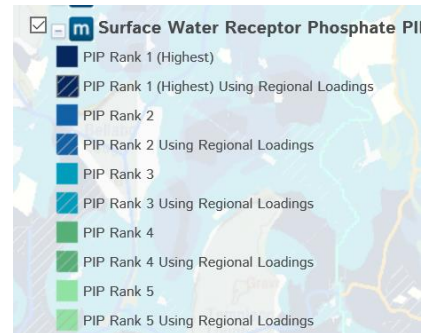 m Surface Water Receptor Phosphate PI
PIP Rank 1 (Highest)
PIP Rank 1 (Highest) Using Regional Loadings
PIP Rank 2
PIP Rank 2 Using Regional Loadings
PIP Rank 3
PIP Rank 3 Using Regional Loadings
PIP Rank 4
PIP Rank 4 Using Regional Loadings
PIP Rank 5
PIP Rank 5 Using Regional Loadings